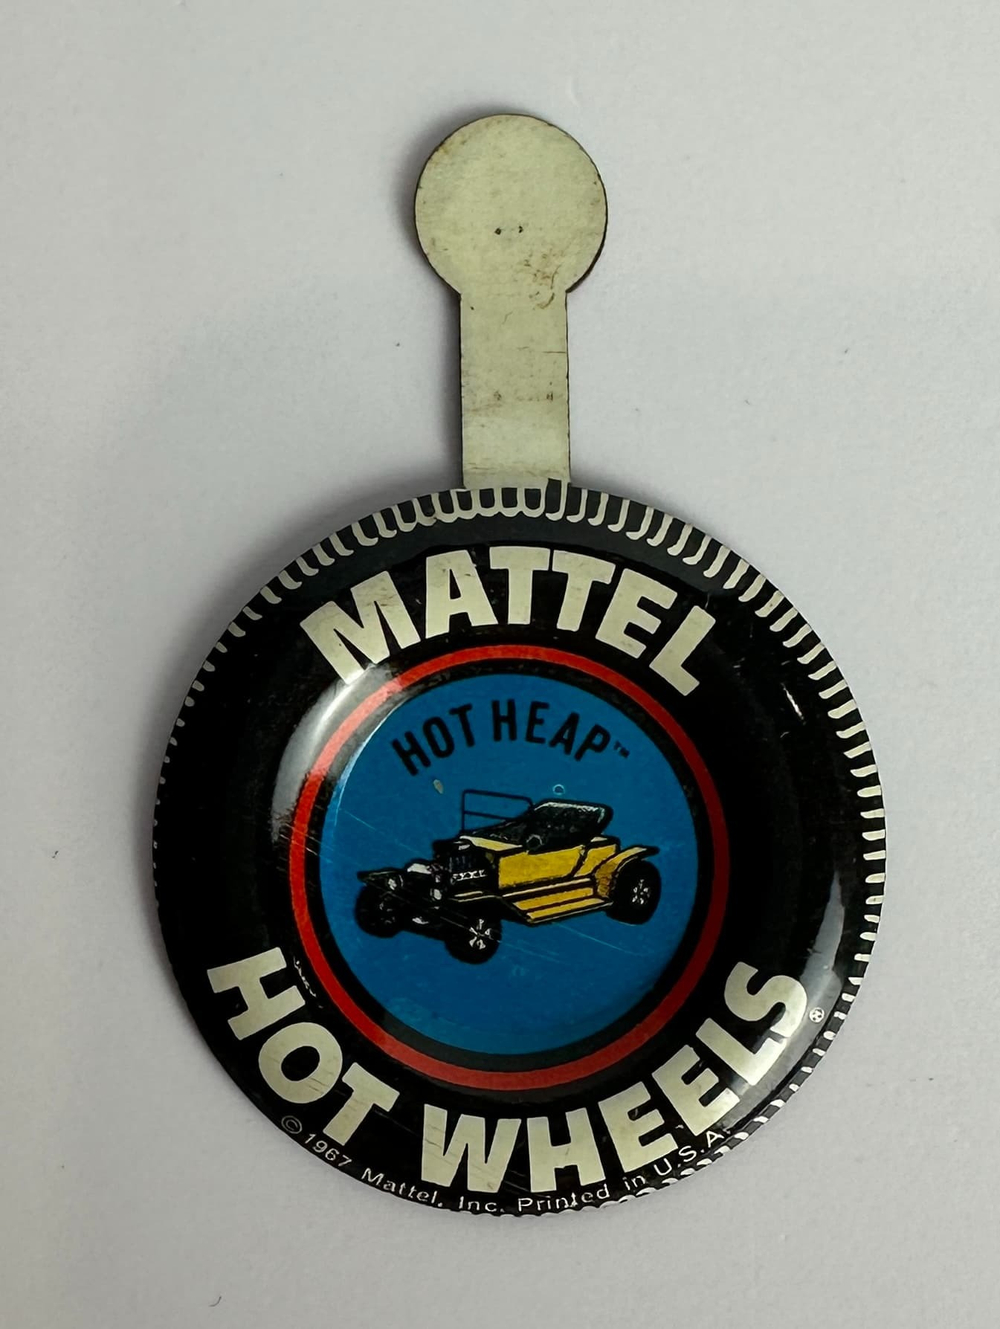 MATTEL
HOT HEAP™
HOT WHEELS®
©1967 Mattel, Inc. Printed in U.S.A.